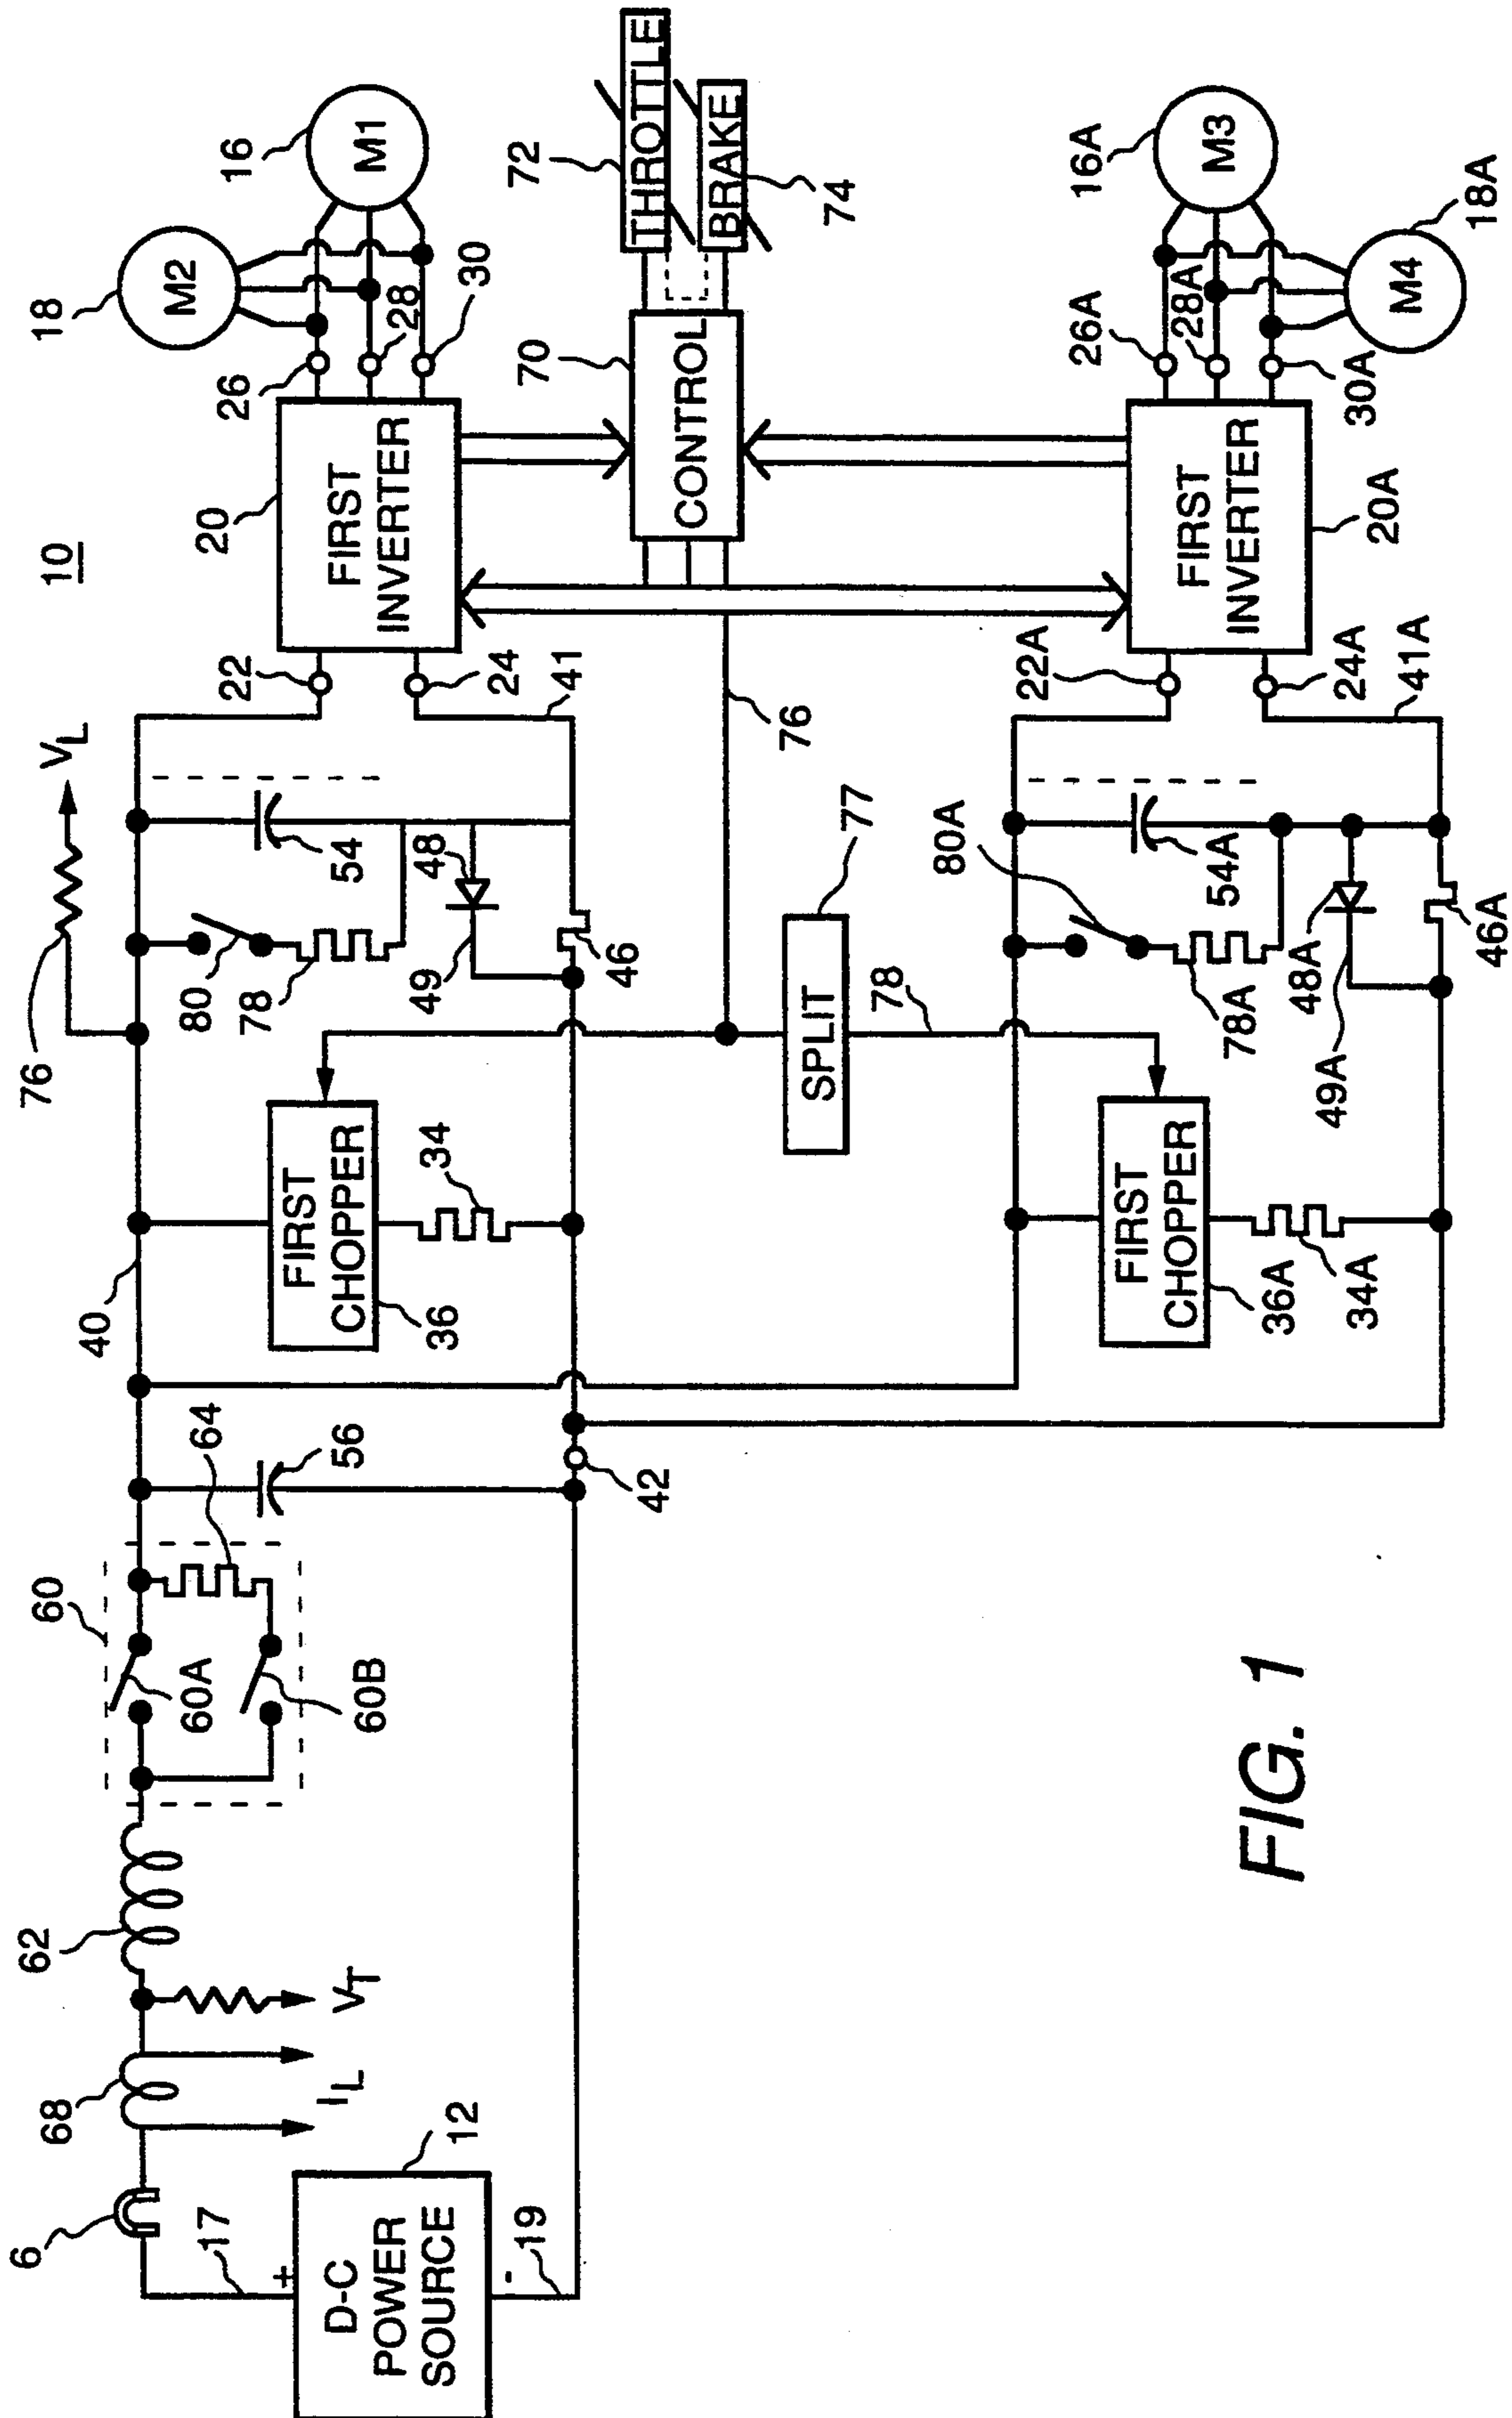 10
76
V_L
40
60
64
62
68
6
17
+
D-C
POWER
SOURCE
12
-
19
I_L
V_T
60A
60B
56
42
FIRST
CHOPPER
36
34
80
78
54
48
49
46
22
24
41
20
FIRST
INVERTER
26
28
30
18
M2
16
M1
70
CONTROL
72
THROTTLE
BRAKE
74
76
77
SPLIT
78
FIRST
CHOPPER
36A
34A
80A
78A
54A
48A
49A
46A
22A
24A
41A
FIRST
INVERTER
20A
26A
28A
30A
16A
M3
18A
M4
FIG. 1